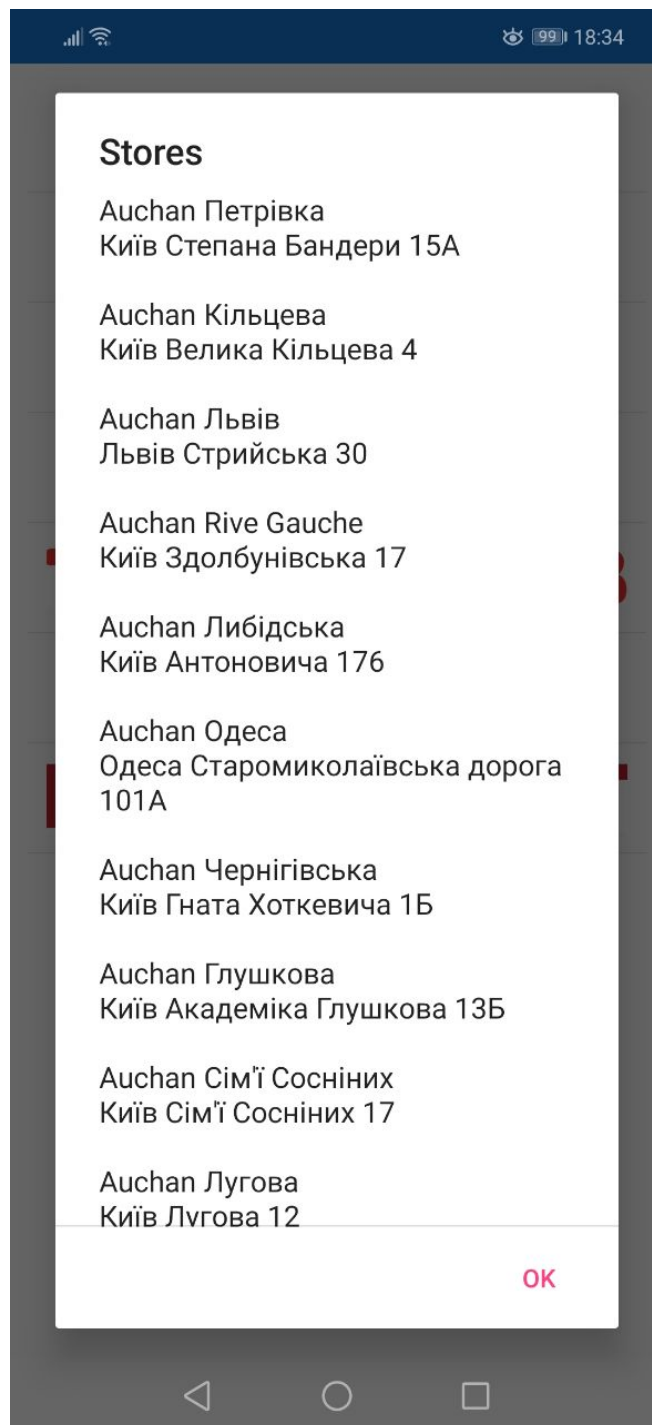 99 18:34
Stores
Auchan Петрівка
Київ Степана Бандери 15А
Auchan Кільцева
Київ Велика Кільцева 4
Auchan Львів
Львів Стрийська 30
Auchan Rive Gauche
Київ Здолбунівська 17
Auchan Либідська
Київ Антоновича 176
Auchan Одеса
Одеса Старомиколаївська дорога
101А
Auchan Чернігівська
Київ Гната Хоткевича 1Б
Auchan Глушкова
Київ Академіка Глушкова 13Б
Auchan Сім'ї Сосніних
Київ Сім'ї Сосніних 17
Auchan Лугова
Київ Лугова 12
OK